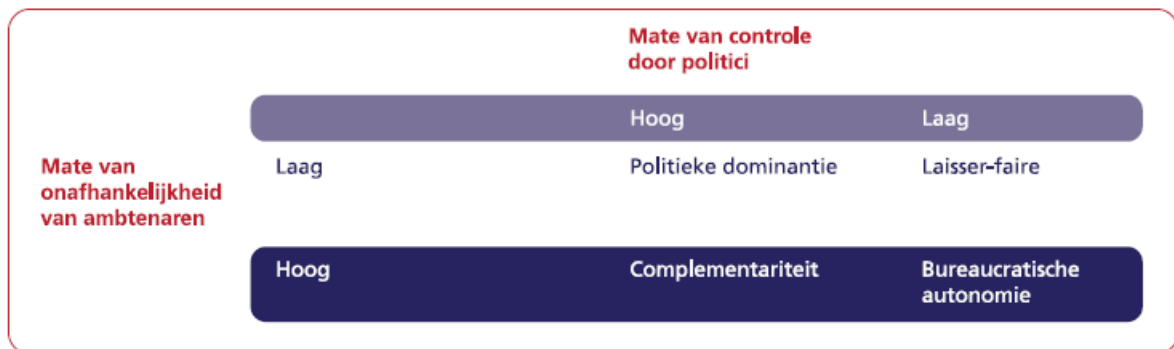 Mate van controle
door politici
Hoog Laag
Mate van
onafhankelijkheid
van ambtenaren
Laag Politieke dominantie Laisser-faire
Hoog Complementariteit Bureaucratische
autonomie